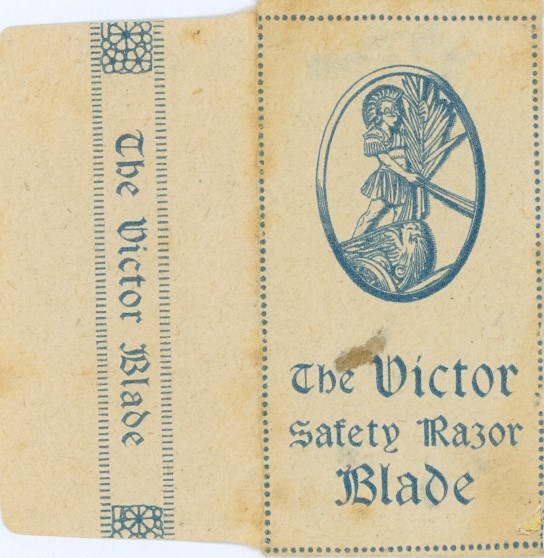 The Victor Blade
The Victor
Safety Razor
Blade